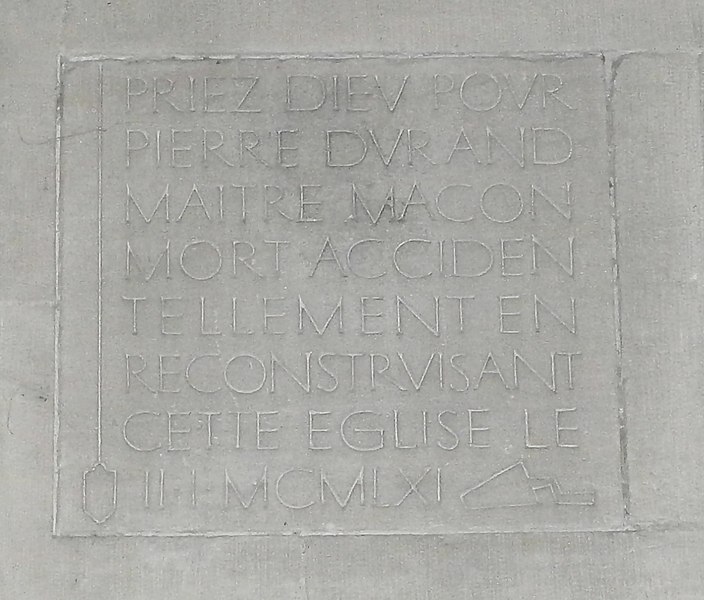 PRIEZ DIEV POVR
PIERRE DVRAND
MAITRE MACON
MORT ACCIDEN
TELLEMENT EN
RECONSTRVISANT
CETTE EGLISE LE
II·I MCMLXI